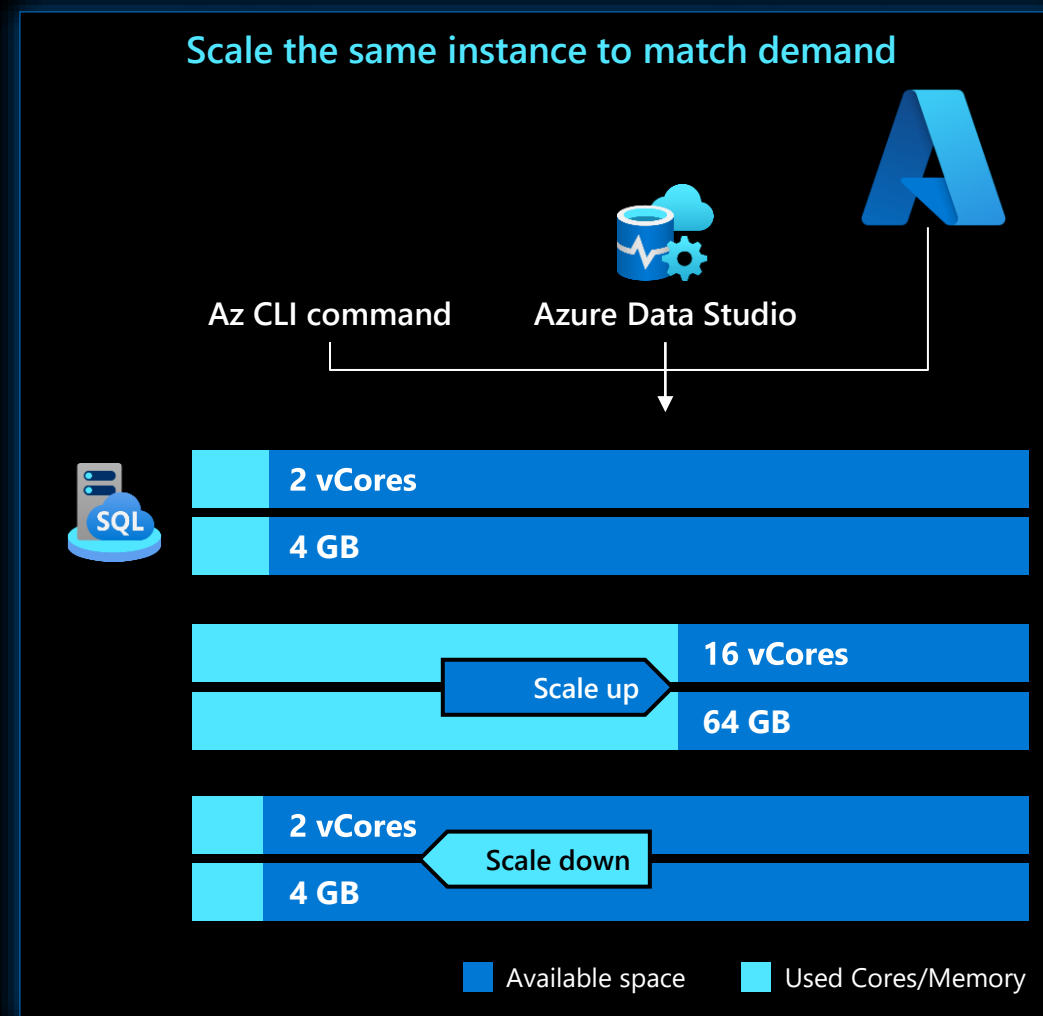 Scale the same instance to match demand
Az CLI command
Azure Data Studio
SQL
2 vCores
4 GB
16 vCores
Scale up
64 GB
2 vCores
Scale down
4 GB
Available space
Used Cores/Memory